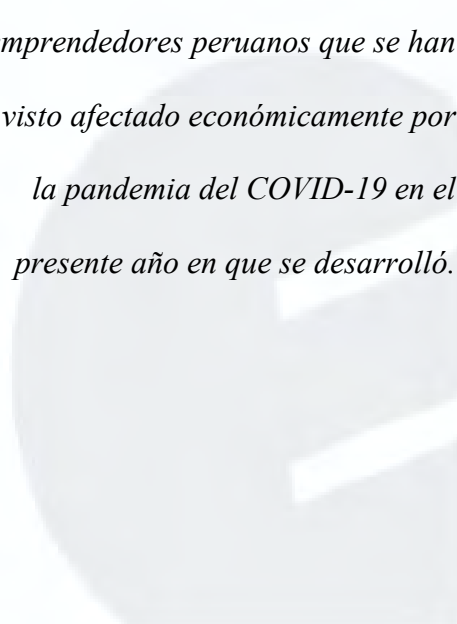 emprendedores peruanos que se han
visto afectado económicamente por
la pandemia del COVID-19 en el
presente año en que se desarrolló.